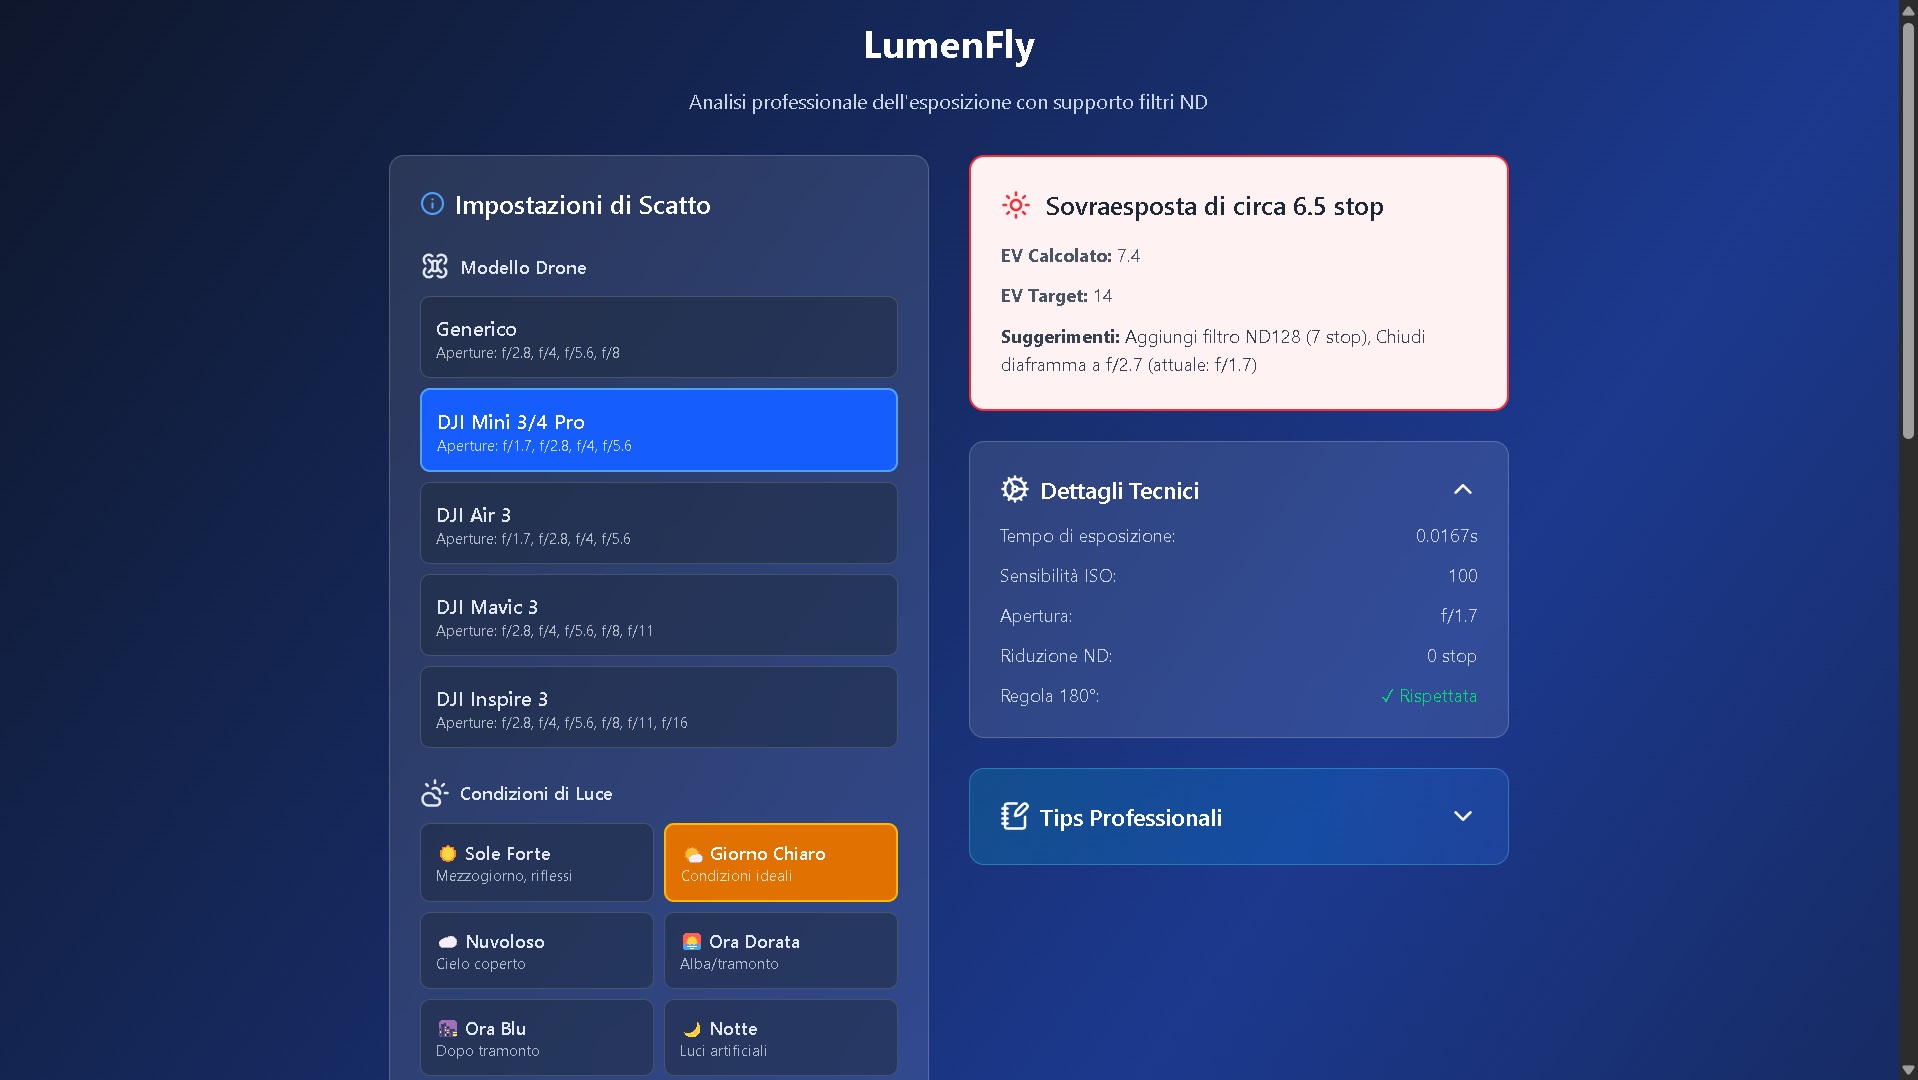 LumenFly
Analisi professionale dell'esposizione con supporto filtri ND
Impostazioni di Scatto
Modello Drone
Generico
Aperture: f/2.8, f/4, f/5.6, f/8
DJI Mini 3/4 Pro
Aperture: f/1.7, f/2.8, f/4, f/5.6
DJI Air 3
Aperture: f/1.7, f/2.8, f/4, f/5.6
DJI Mavic 3
Aperture: f/2.8, f/4, f/5.6, f/8, f/11
DJI Inspire 3
Aperture: f/2.8, f/4, f/5.6, f/8, f/11, f/16
Condizioni di Luce
Sole Forte
Mezzogiorno, riflessi
Giorno Chiaro
Condizioni ideali
Nuvoloso
Cielo coperto
Ora Dorata
Alba/tramonto
Ora Blu
Dopo tramonto
Notte
Luci artificiali
Sovraesposta di circa 6.5 stop
EV Calcolato: 7.4
EV Target: 14
Suggerimenti: Aggiungi filtro ND128 (7 stop), Chiudi
diaframma a f/2.7 (attuale: f/1.7)
Dettagli Tecnici
Tempo di esposizione: 0.0167s
Sensibilità ISO: 100
Apertura: f/1.7
Riduzione ND: 0 stop
Regola 180°: ✓ Rispettata
Tips Professionali